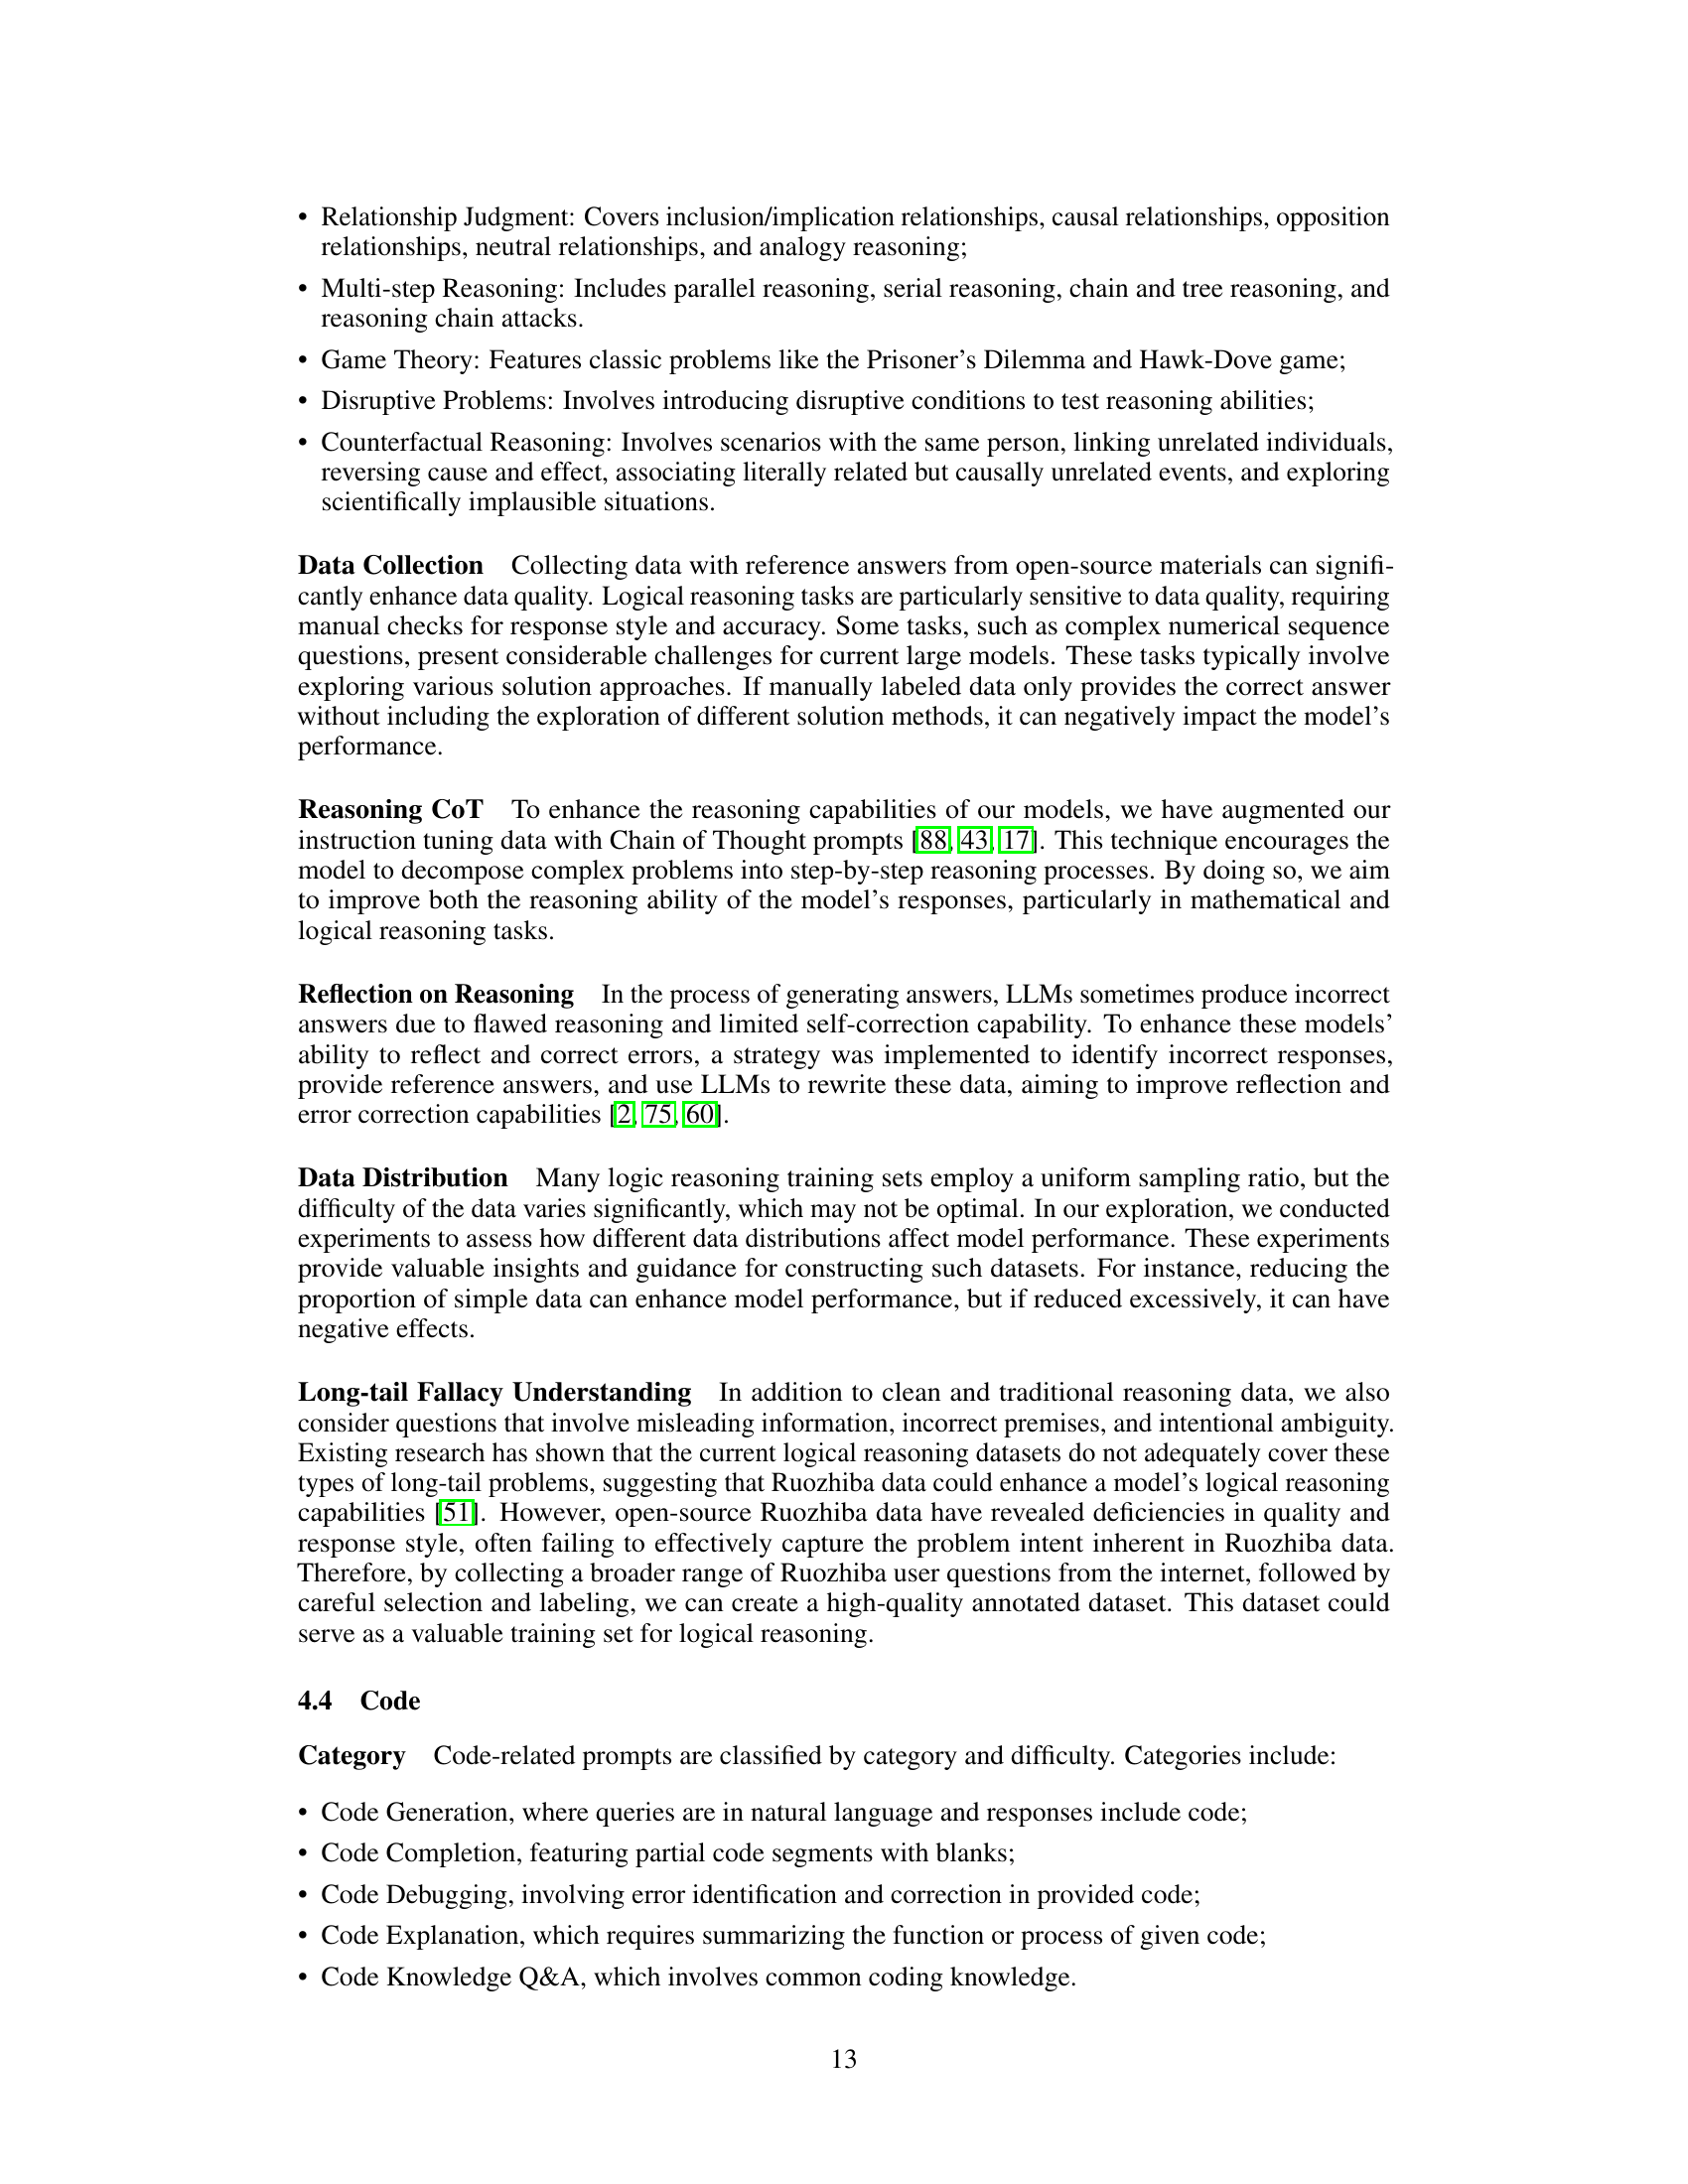 • Relationship Judgment: Covers inclusion/implication relationships, causal relationships, opposition
relationships, neutral relationships, and analogy reasoning;
• Multi-step Reasoning: Includes parallel reasoning, serial reasoning, chain and tree reasoning, and
reasoning chain attacks.
• Game Theory: Features classic problems like the Prisoner's Dilemma and Hawk-Dove game;
• Disruptive Problems: Involves introducing disruptive conditions to test reasoning abilities;
• Counterfactual Reasoning: Involves scenarios with the same person, linking unrelated individuals,
reversing cause and effect, associating literally related but causally unrelated events, and exploring
scientifically implausible situations.
Data Collection Collecting data with reference answers from open-source materials can signifi-
cantly enhance data quality. Logical reasoning tasks are particularly sensitive to data quality, requiring
manual checks for response style and accuracy. Some tasks, such as complex numerical sequence
questions, present considerable challenges for current large models. These tasks typically involve
exploring various solution approaches. If manually labeled data only provides the correct answer
without including the exploration of different solution methods, it can negatively impact the model's
performance.
Reasoning CoT To enhance the reasoning capabilities of our models, we have augmented our
instruction tuning data with Chain of Thought prompts [88, 43, 17]. This technique encourages the
model to decompose complex problems into step-by-step reasoning processes. By doing so, we aim
to improve both the reasoning ability of the model's responses, particularly in mathematical and
logical reasoning tasks.
Reflection on Reasoning In the process of generating answers, LLMs sometimes produce incorrect
answers due to flawed reasoning and limited self-correction capability. To enhance these models'
ability to reflect and correct errors, a strategy was implemented to identify incorrect responses,
provide reference answers, and use LLMs to rewrite these data, aiming to improve reflection and
error correction capabilities [2, 75, 60].
Data Distribution Many logic reasoning training sets employ a uniform sampling ratio, but the
difficulty of the data varies significantly, which may not be optimal. In our exploration, we conducted
experiments to assess how different data distributions affect model performance. These experiments
provide valuable insights and guidance for constructing such datasets. For instance, reducing the
proportion of simple data can enhance model performance, but if reduced excessively, it can have
negative effects.
Long-tail Fallacy Understanding In addition to clean and traditional reasoning data, we also
consider questions that involve misleading information, incorrect premises, and intentional ambiguity.
Existing research has shown that the current logical reasoning datasets do not adequately cover these
types of long-tail problems, suggesting that Ruozhiba data could enhance a model's logical reasoning
capabilities [51]. However, open-source Ruozhiba data have revealed deficiencies in quality and
response style, often failing to effectively capture the problem intent inherent in Ruozhiba data.
Therefore, by collecting a broader range of Ruozhiba user questions from the internet, followed by
careful selection and labeling, we can create a high-quality annotated dataset. This dataset could
serve as a valuable training set for logical reasoning.
4.4 Code
Category Code-related prompts are classified by category and difficulty. Categories include:
• Code Generation, where queries are in natural language and responses include code;
• Code Completion, featuring partial code segments with blanks;
• Code Debugging, involving error identification and correction in provided code;
• Code Explanation, which requires summarizing the function or process of given code;
• Code Knowledge Q&A, which involves common coding knowledge.
13